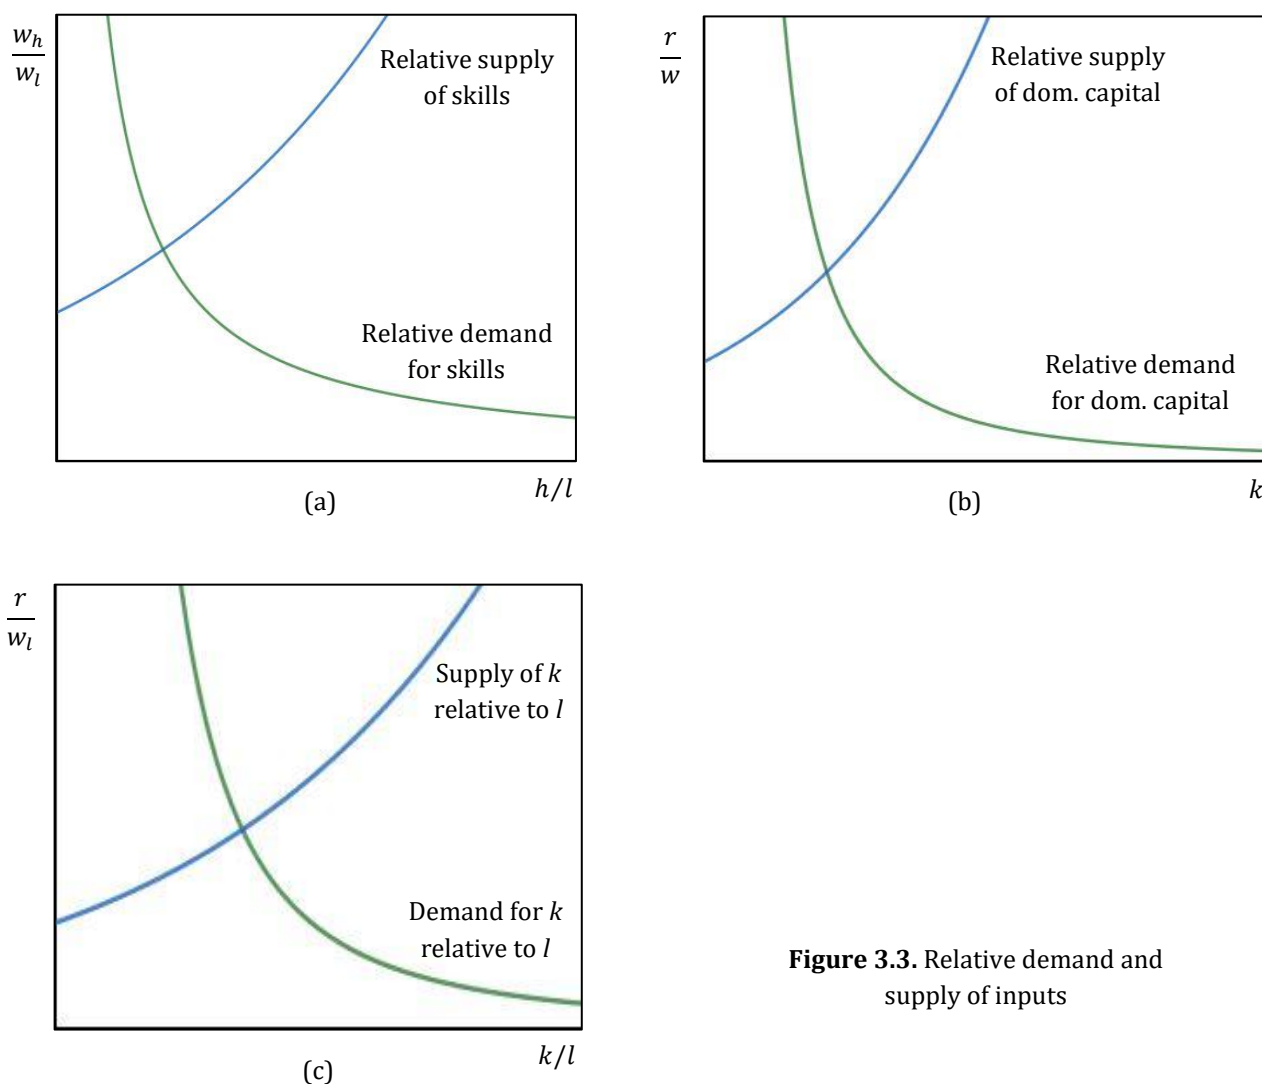 w_h
w_l
Relative supply
of skills
Relative demand
for skills
h/l
(a)
r
w
Relative supply
of dom. capital
Relative demand
for dom. capital
k
(b)
r
w_l
Supply of k
relative to l
Demand for k
relative to l
k/l
(c)
Figure 3.3. Relative demand and
supply of inputs